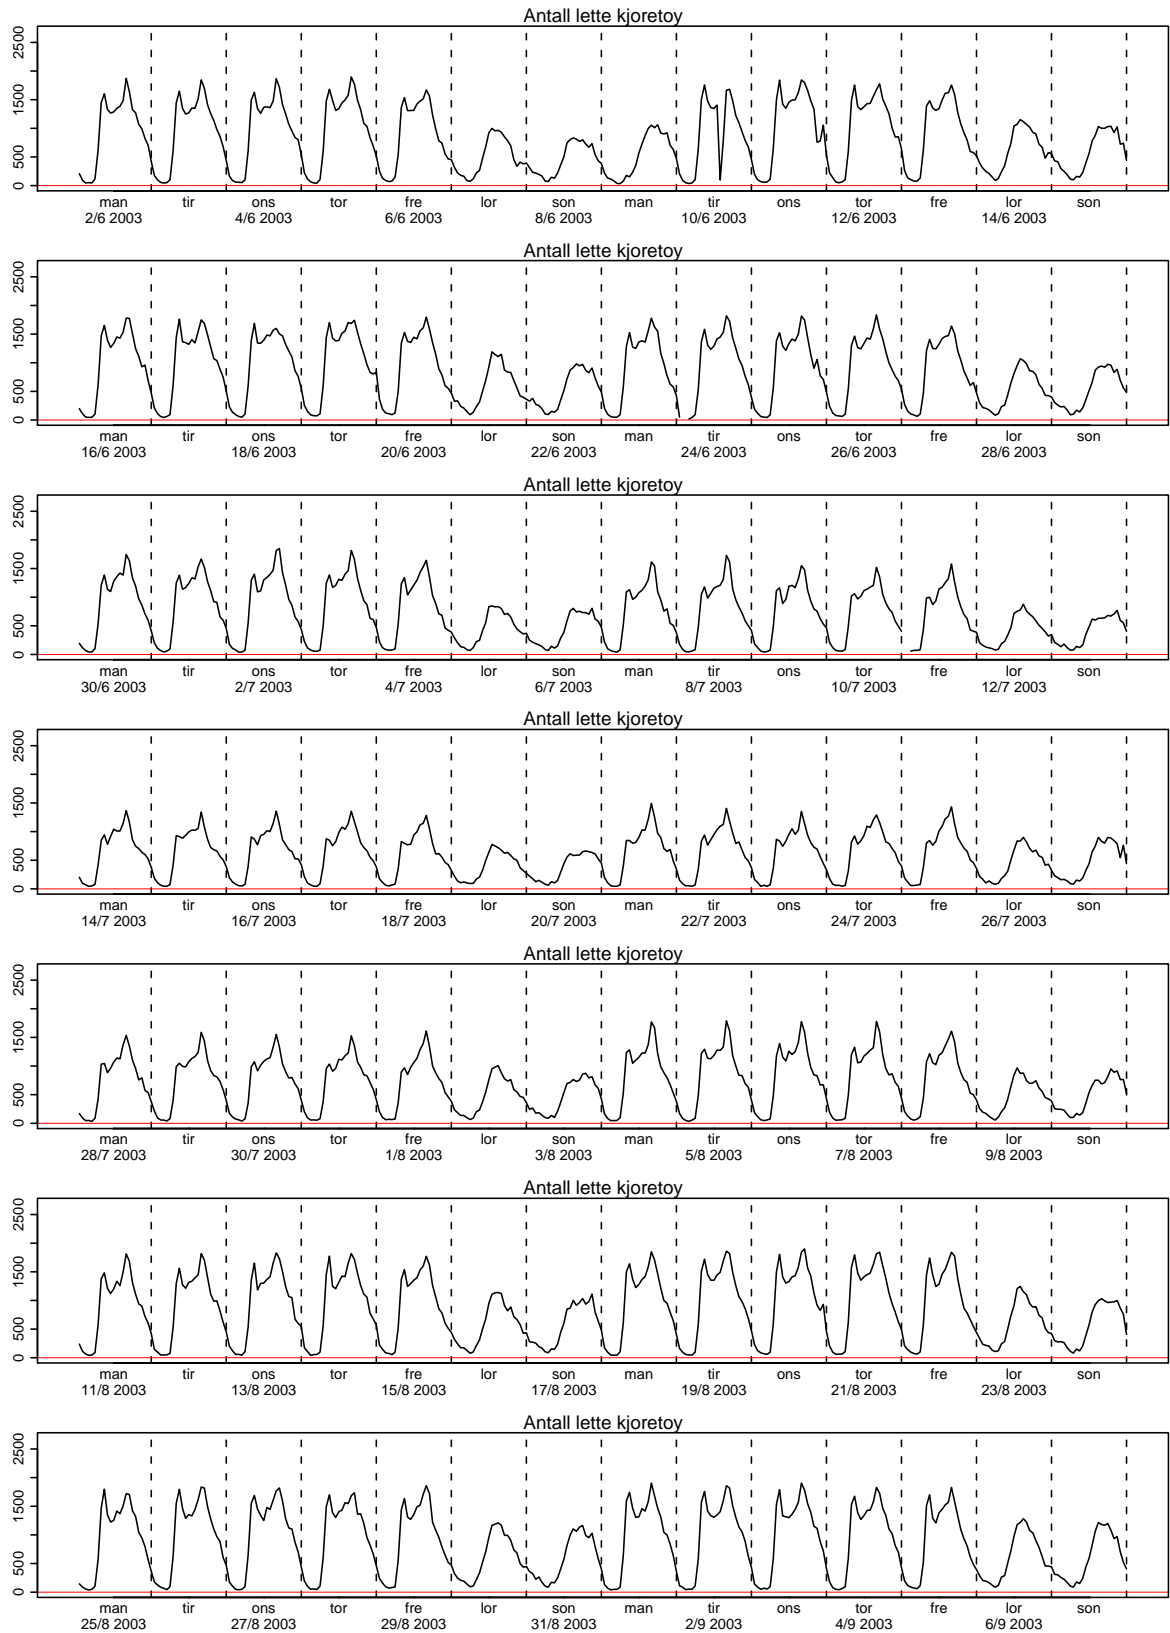 Antall lette kjoretoy
2500
1500
500
0
man tir ons tor fre lor son man tir ons tor fre lor son
2/6 2003 4/6 2003 6/6 2003 8/6 2003 10/6 2003 12/6 2003 14/6 2003
Antall lette kjoretoy
2500
1500
500
0
man tir ons tor fre lor son man tir ons tor fre lor son
16/6 2003 18/6 2003 20/6 2003 22/6 2003 24/6 2003 26/6 2003 28/6 2003
Antall lette kjoretoy
2500
1500
500
0
man tir ons tor fre lor son man tir ons tor fre lor son
30/6 2003 2/7 2003 4/7 2003 6/7 2003 8/7 2003 10/7 2003 12/7 2003
Antall lette kjoretoy
2500
1500
500
0
man tir ons tor fre lor son man tir ons tor fre lor son
14/7 2003 16/7 2003 18/7 2003 20/7 2003 22/7 2003 24/7 2003 26/7 2003
Antall lette kjoretoy
2500
1500
500
0
man tir ons tor fre lor son man tir ons tor fre lor son
28/7 2003 30/7 2003 1/8 2003 3/8 2003 5/8 2003 7/8 2003 9/8 2003
Antall lette kjoretoy
2500
1500
500
0
man tir ons tor fre lor son man tir ons tor fre lor son
11/8 2003 13/8 2003 15/8 2003 17/8 2003 19/8 2003 21/8 2003 23/8 2003
Antall lette kjoretoy
2500
1500
500
0
man tir ons tor fre lor son man tir ons tor fre lor son
25/8 2003 27/8 2003 29/8 2003 31/8 2003 2/9 2003 4/9 2003 6/9 2003